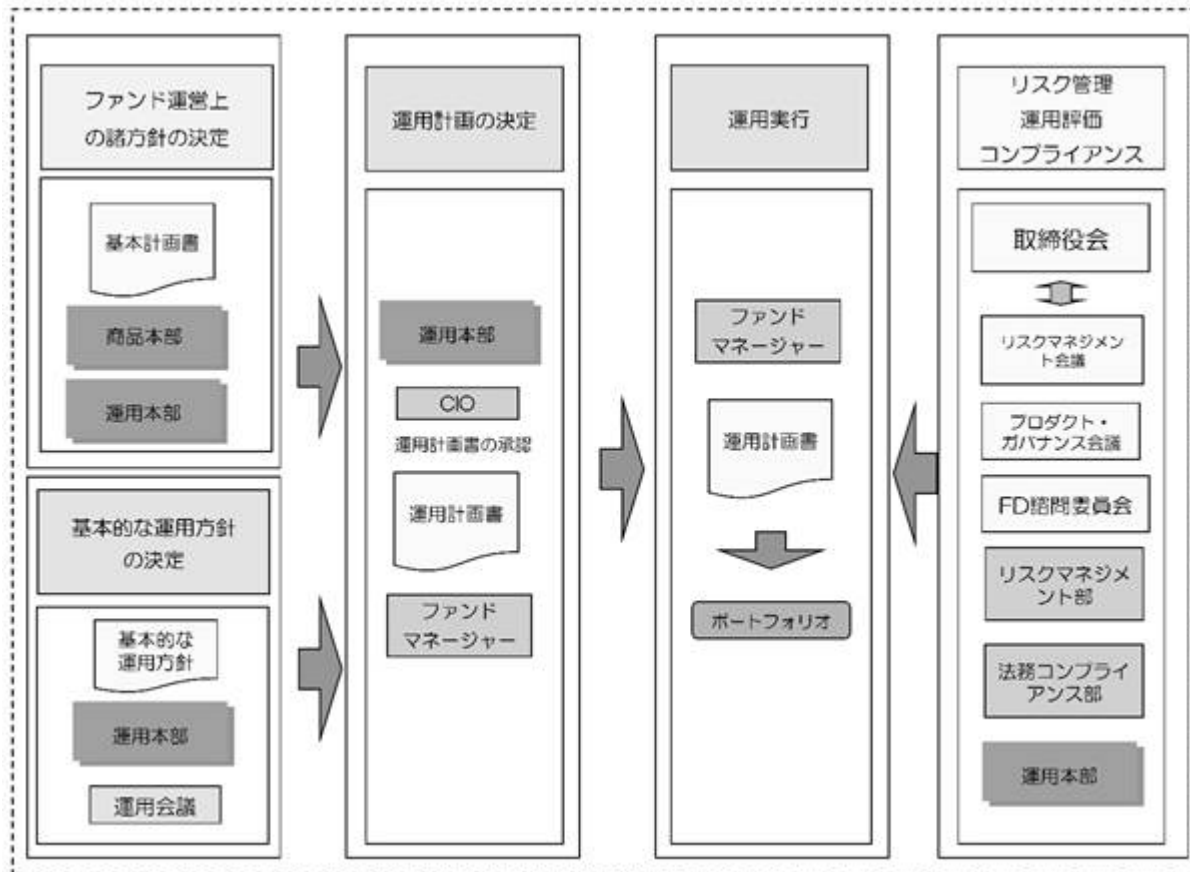 ファンド運営上
の諸方針の決定
基本計画書
商品本部
運用本部
基本的な運用方針
の決定
基本的な
運用方針
運用本部
運用会議
運用計画の決定
運用本部
CIO
運用計画書の承認
運用計画書
ファンド
マネージャー
運用実行
ファンド
マネージャー
運用計画書
ポートフォリオ
リスク管理
運用評価
コンプライアンス
取締役会
リスクマネジメン
ト会議
プロダクト・
ガバナンス会議
FD諮問委員会
リスクマネジメ
ント部
法務コンプライ
アンス部
運用本部